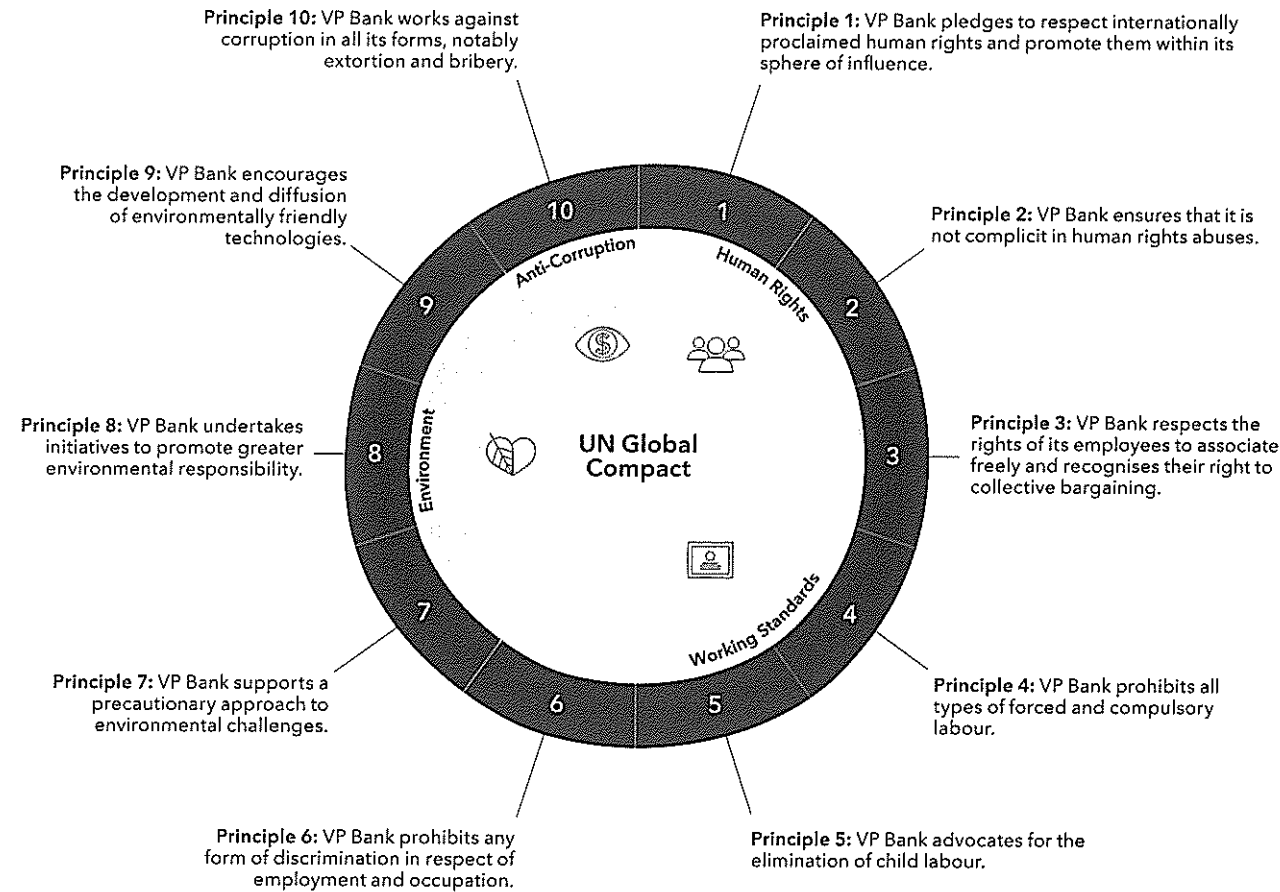 Principle 10: VP Bank works against
corruption in all its forms, notably
extortion and bribery.
Principle 1: VP Bank pledges to respect internationally
proclaimed human rights and promote them within its
sphere of influence.
Principle 9: VP Bank encourages
the development and diffusion
of environmentally friendly
technologies.
Principle 2: VP Bank ensures that it is
not complicit in human rights abuses.
10
1
Anti-Corruption
Human Rights
9
2
Principle 8: VP Bank undertakes
initiatives to promote greater
environmental responsibility.
8
Environment
UN Global
Compact
3
Principle 3: VP Bank respects the
rights of its employees to associate
freely and recognises their right to
collective bargaining.
7
4
Working Standards
6
5
Principle 7: VP Bank supports a
precautionary approach to
environmental challenges.
Principle 4: VP Bank prohibits all
types of forced and compulsory
labour.
Principle 6: VP Bank prohibits any
form of discrimination in respect of
employment and occupation.
Principle 5: VP Bank advocates for the
elimination of child labour.